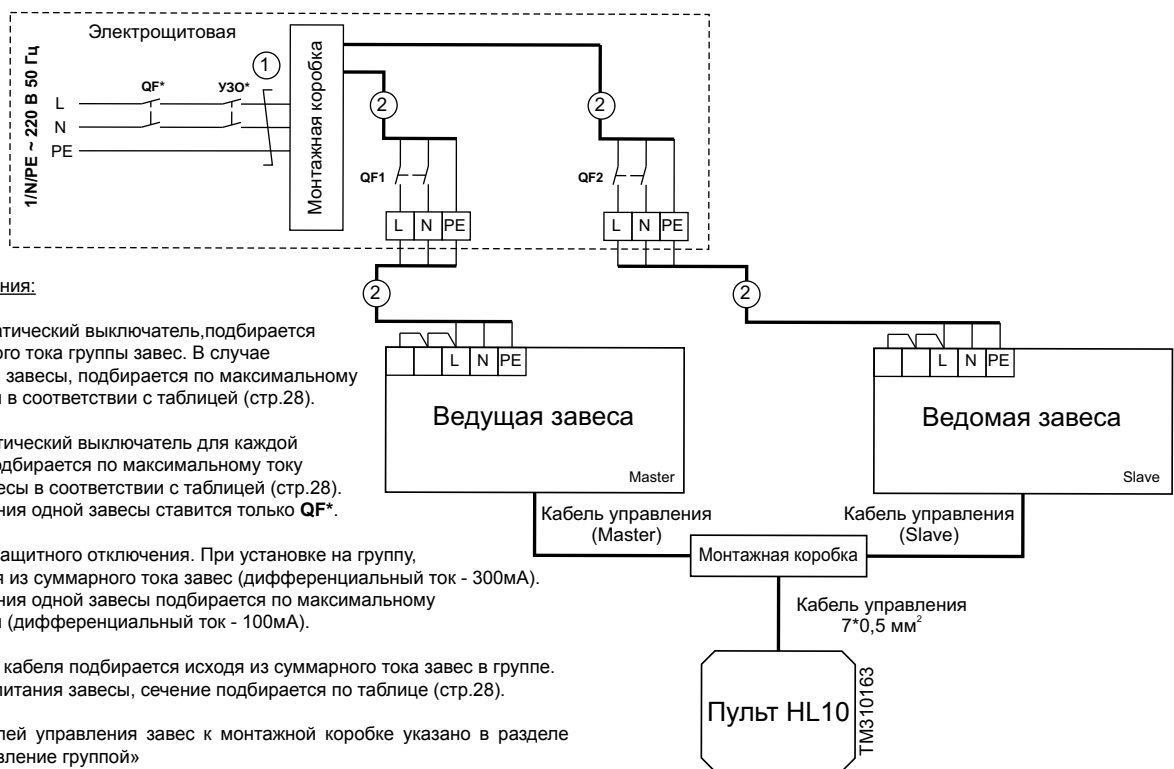 Электрощитовая
1/N/PE ~ 220 В 50 Гц
L
N
PE
QF*
УЗО*
1
Монтажная коробка
2
2
QF1
QF2
L N PE
L N PE
2
2
L N PE
L N PE
Ведущая завеса
Master
Ведомая завеса
Slave
Кабель управления
(Master)
Кабель управления
(Slave)
Монтажная коробка
Кабель управления
7*0,5 мм²
Пульт HL10
TM310163
ния:
атический выключатель,подбирается
ого тока группы завес. В случае
завесы, подбирается по максимальному
в соответствии с таблицей (стр.28).
тический выключатель для каждой
одбирается по максимальному току
есы в соответствии с таблицей (стр.28).
ния одной завесы ставится только QF*.
ащитного отключения. При установке на группу,
я из суммарного тока завес (дифференциальный ток - 300мА).
ния одной завесы подбирается по максимальному
(дифференциальный ток - 100мА).
кабеля подбирается исходя из суммарного тока завес в группе.
питания завесы, сечение подбирается по таблице (стр.28).
лей управления завес к монтажной коробке указано в разделе
вление группой»